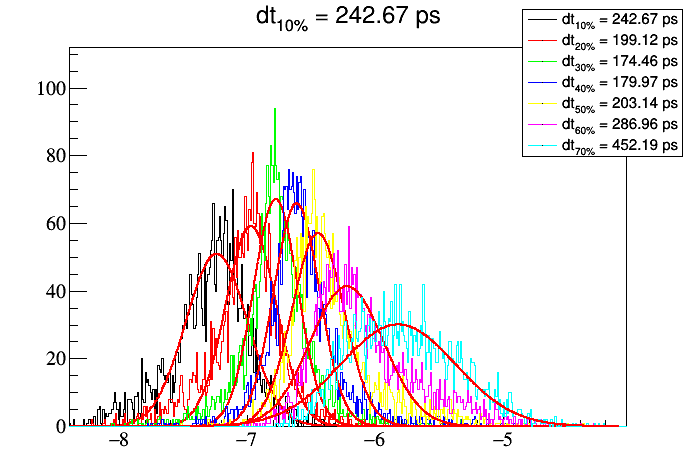 dt10% = 242.67 ps
dt10% = 242.67 ps
dt20% = 199.12 ps
dt30% = 174.46 ps
dt40% = 179.97 ps
dt50% = 203.14 ps
dt60% = 286.96 ps
dt70% = 452.19 ps
100
80
60
40
20
0
−8 −7 −6 −5